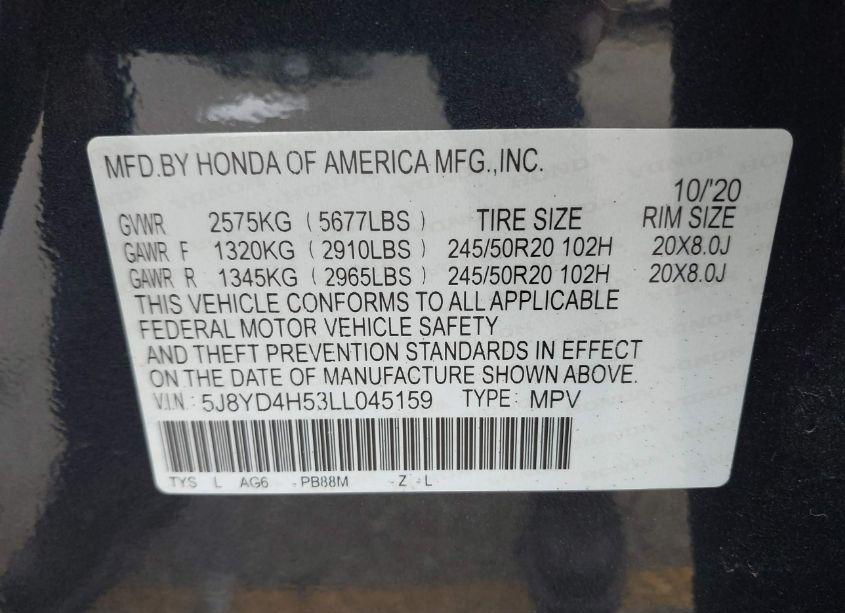 MFD.BY HONDA OF AMERICA MFG.,INC.
10/'20
GVWR 2575KG ( 5677LBS ) TIRE SIZE RIM SIZE
GAWR F 1320KG ( 2910LBS ) 245/50R20 102H 20X8.0J
GAWR R 1345KG ( 2965LBS ) 245/50R20 102H 20X8.0J
THIS VEHICLE CONFORMS TO ALL APPLICABLE
FEDERAL MOTOR VEHICLE SAFETY
AND THEFT PREVENTION STANDARDS IN EFFECT
ON THE DATE OF MANUFACTURE SHOWN ABOVE.
V.I.N.: 5J8YD4H53LL045159 TYPE: MPV
TYS L AG6 -PB88M -Z -L